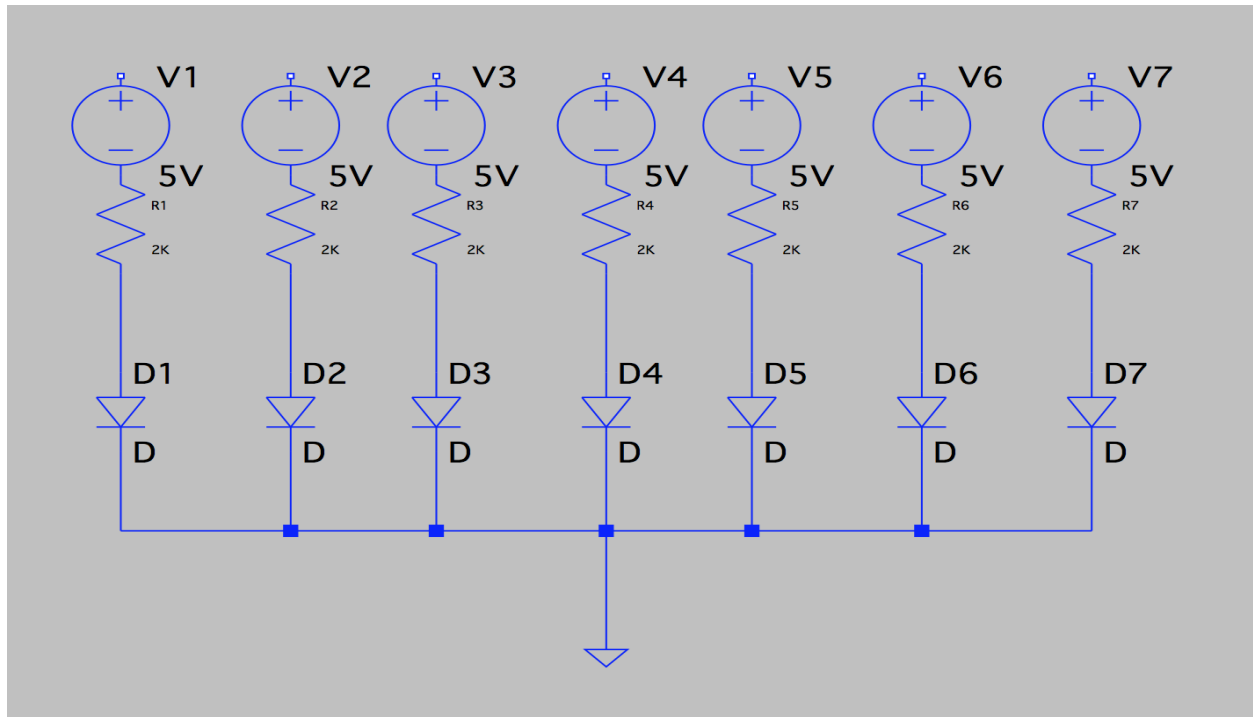 V1 V2 V3 V4 V5 V6 V7
5V 5V 5V 5V 5V 5V 5V
R1 R2 R3 R4 R5 R6 R7
2K 2K 2K 2K 2K 2K 2K
D1 D2 D3 D4 D5 D6 D7
D D D D D D D